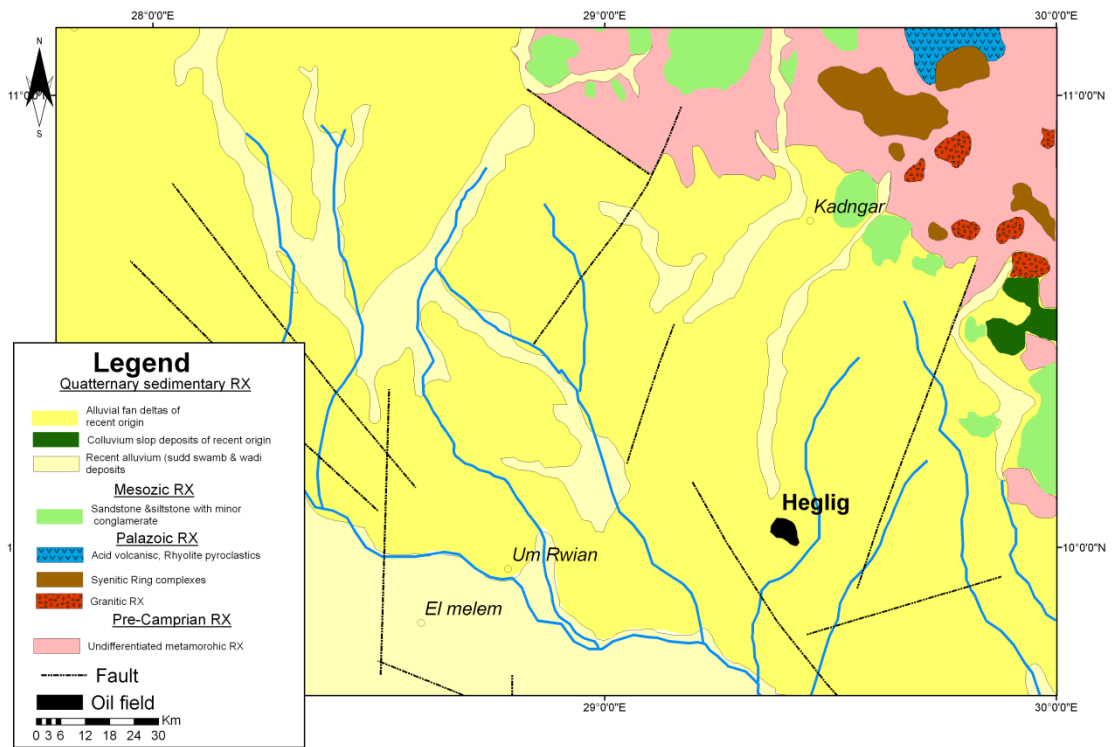 28°0'0"E 29°0'0"E 30°0'0"E
N
S
11°0'0"N
11°0'0"N
Kadngar
Legend
Quatternary sedimentary RX
Alluvial fan deltas of
recent origin
Colluvium slop deposits of recent origin
Recent alluvium (sudd swamb & wadi
deposits
Mesozic RX
Sandstone &siltstone with minor
conglamerate
Palazoic RX
Acid volcanisc, Rhyolite pyroclastics
Syenitic Ring complexes
Granitic RX
Pre-Camprian RX
Undifferentiated metamorohic RX
Fault
Oil field
Km
0 3 6 12 18 24 30
Heglig
Um Rwian
El melem
1
10°0'0"N
29°0'0"E 30°0'0"E